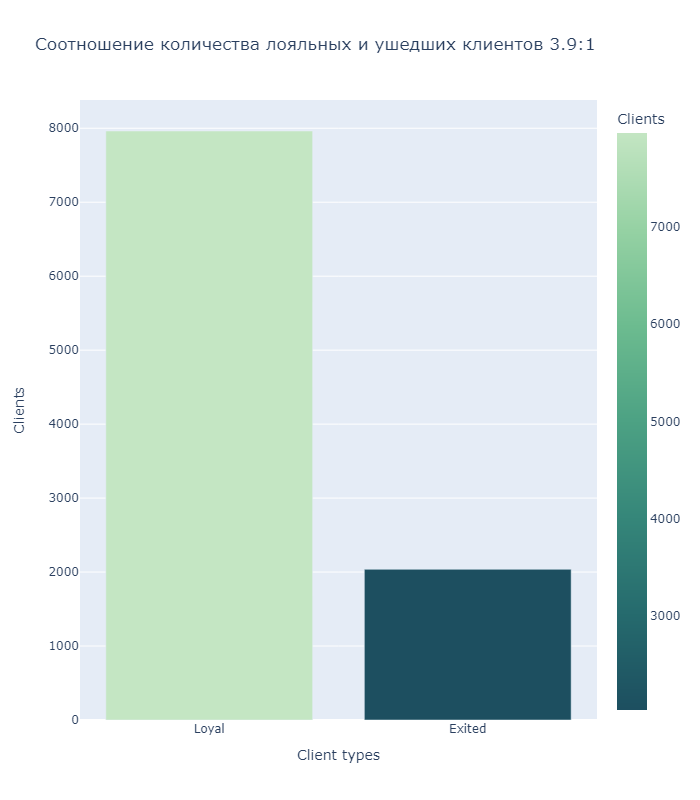 Соотношение количества лояльных и ушедших клиентов 3.9:1
Clients
8000
7000
6000
5000
4000
3000
2000
1000
0
Loyal
Exited
Client types
Clients
7000
6000
5000
4000
3000